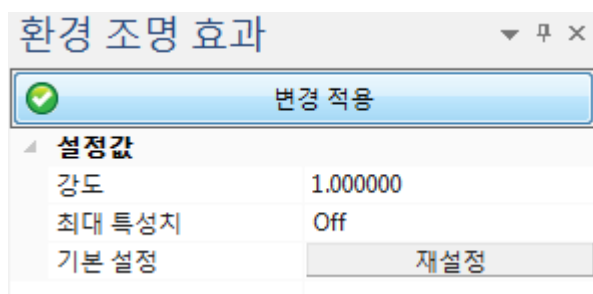 환경 조명 효과
변경 적용
설정값
강도 1.000000
최대 특성치 Off
기본 설정 재설정